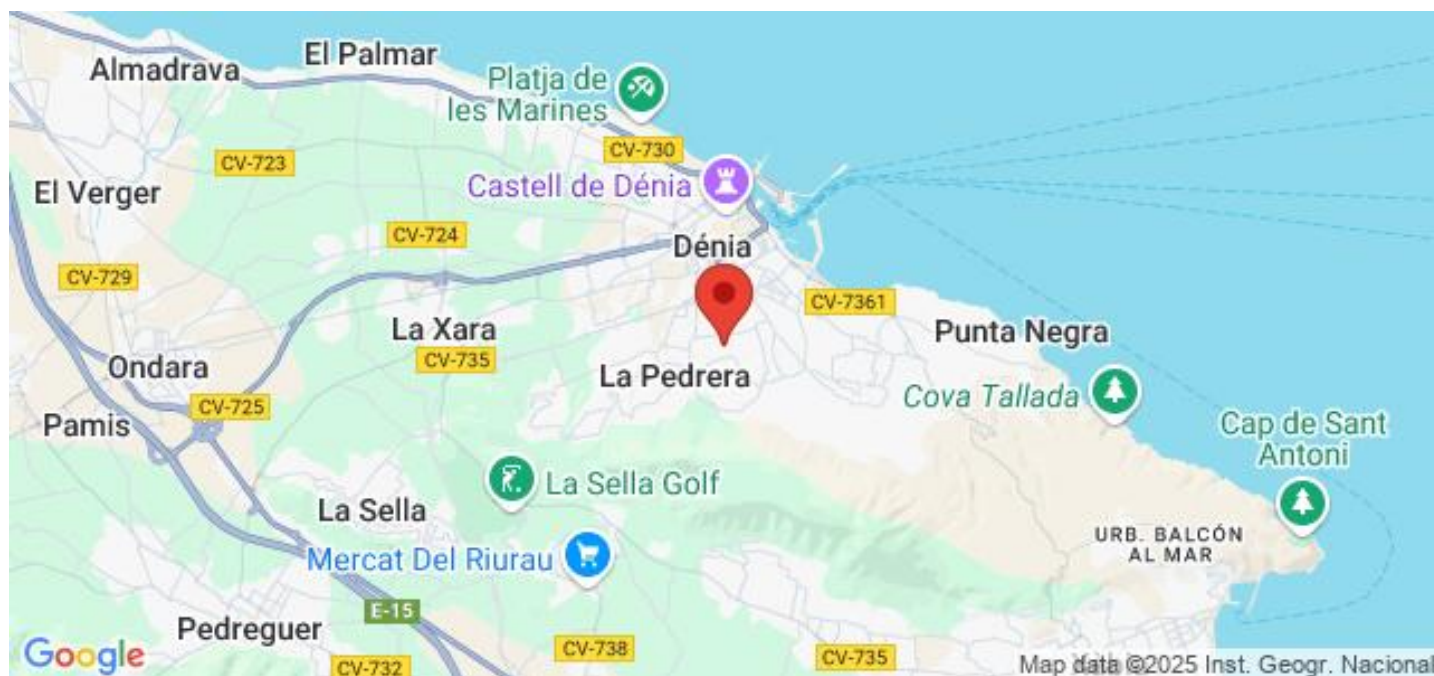 El Palmar
Almadrava
Platja de
les Marines
CV-730
CV-723
El Verger
Castell de Dénia
CV-724
Dénia
CV-729
CV-7361
La Xara
Punta Negra
CV-735
Ondara
La Pedrera
Cova Tallada
CV-725
Pamis
Cap de Sant
Antoni
La Sella Golf
La Sella
URB. BALCÓN
AL MAR
Mercat Del Riurau
E-15
Pedreguer
CV-738
Google
CV-732
CV-735
Map data ©2025 Inst. Geogr. Nacional